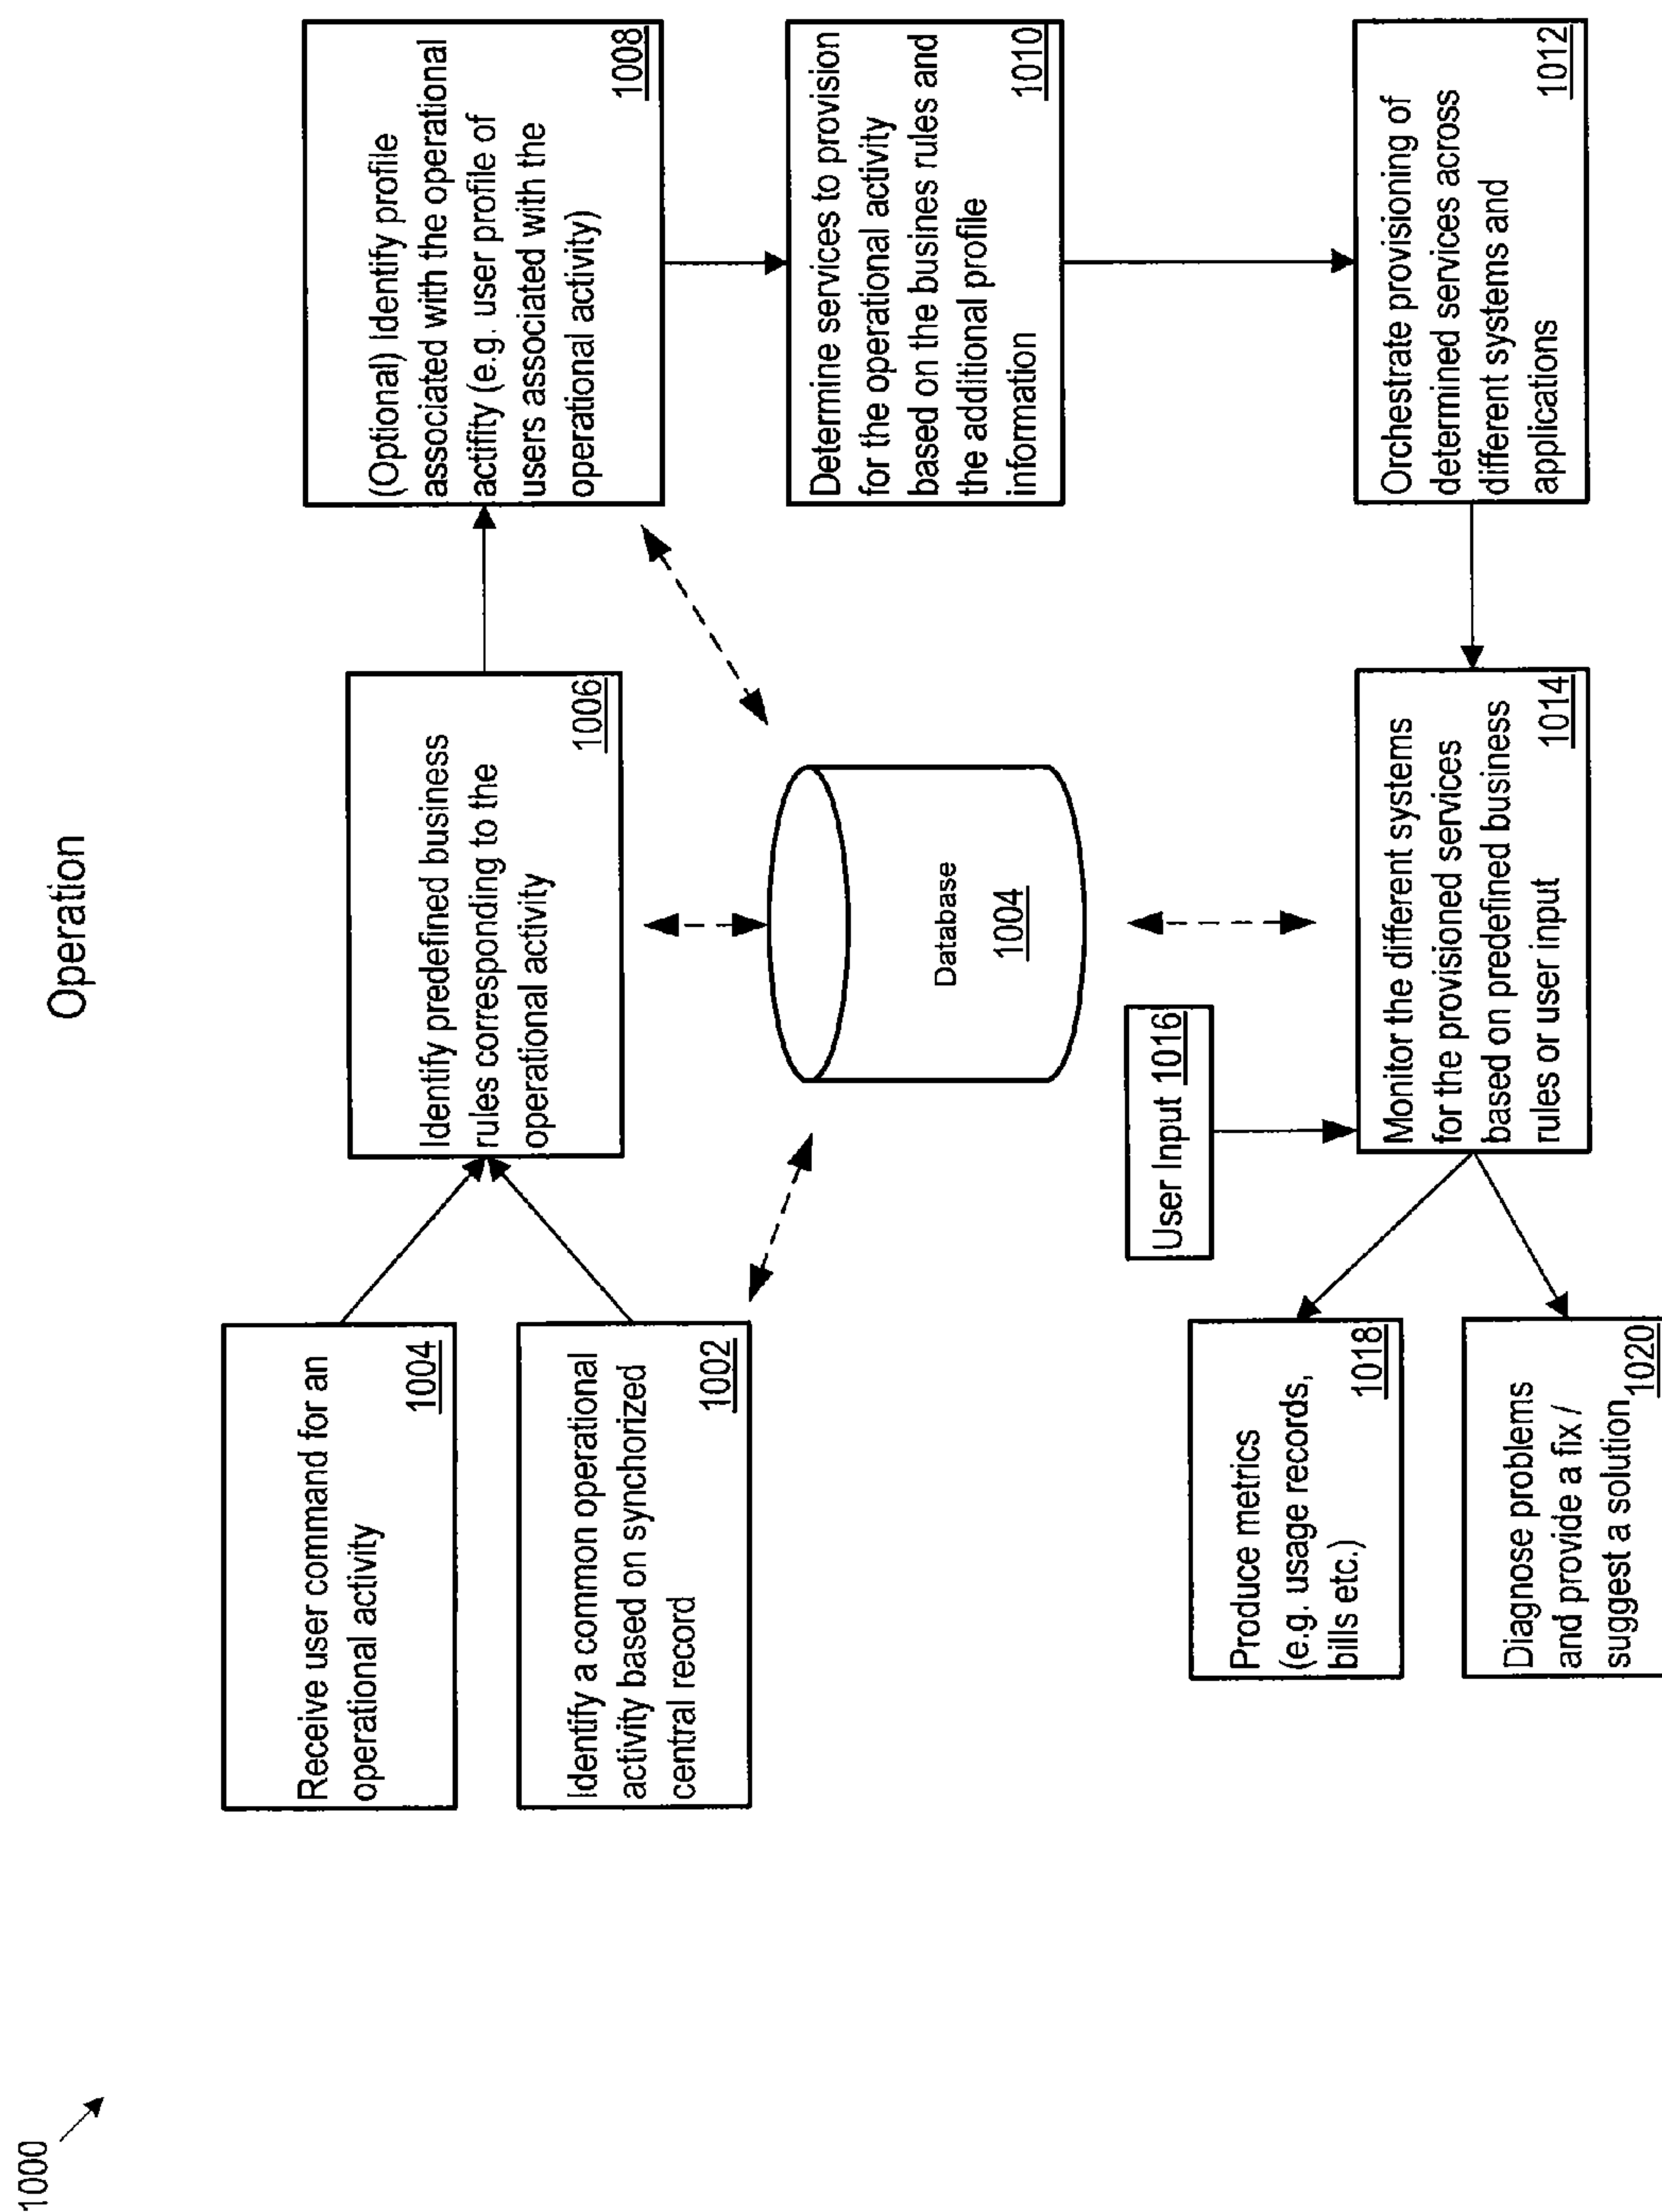 1000
Operation
Receive user command for an
operational activity
1004
Identify a common operational
activity based on synchorized
central record
1002
Identify predefined business
rules corresponding to the
operational activity
1006
(Optional) Identify profile
associated with the operational
actifity (e.g. user profile of
users associated with the
operational activity)
1008
Determine services to provision
for the operational activity
based on the busines rules and
the additional profile
information
1010
Database
1004
User Input 1016
Produce metrics
(e.g. usage records,
bills etc.)
1018
Diagnose problems
and provide a fix /
suggest a solution
1020
Monitor the different systems
for the provisioned services
based on predefined business
rules or user input
1014
Orchestrate provisioning of
determined services across
different systems and
applications
1012